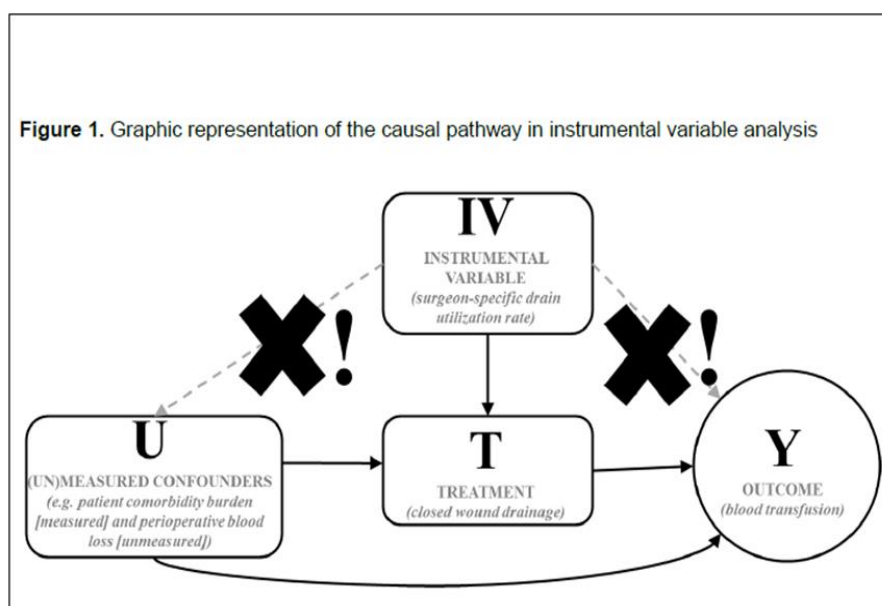 Figure 1. Graphic representation of the causal pathway in instrumental variable analysis
IV
INSTRUMENTAL
VARIABLE
(surgeon-specific drain
utilization rate)
!
!
U
(UN)MEASURED CONFOUNDERS
(e.g. patient comorbidity burden
[measured] and perioperative blood
loss [unmeasured])
T
TREATMENT
(closed wound drainage)
Y
OUTCOME
(blood transfusion)